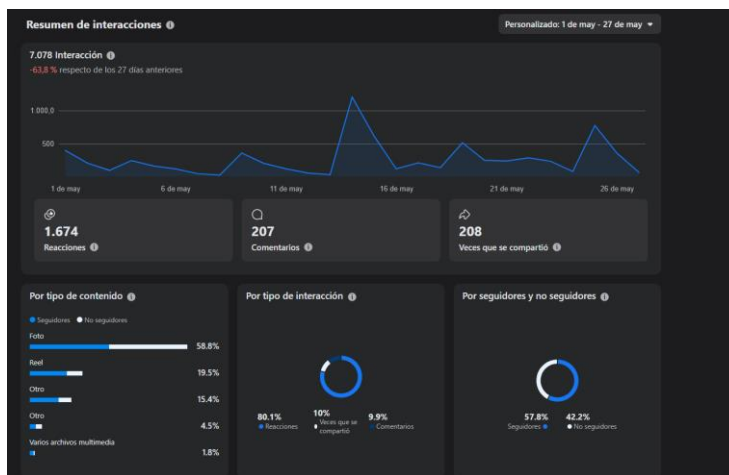 Resumen de interacciones
Personalizado: 1 de may - 27 de may
7.078 Interacción
-63,8 % respecto de los 27 días anteriores
1.000,0
500
1 de may 6 de may 11 de may 16 de may 21 de may 26 de may
1.674
Reacciones
207
Comentarios
208
Veces que se compartió
Por tipo de contenido
Seguidores No seguidores
Foto
58.8%
Reel
19.5%
Otro
15.4%
Otro
4.5%
Varios archivos multimedia
1.8%
Por tipo de interacción
80.1%
Reacciones
10%
Veces que se
compartió
9.9%
Comentarios
Por seguidores y no seguidores
57.8%
Seguidores
42.2%
No seguidores